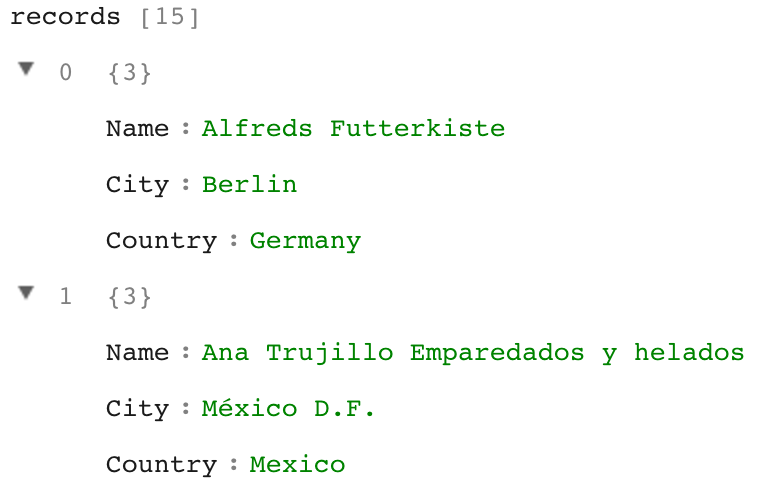 records [15]
▼ 0 {3}
Name : Alfreds Futterkiste
City : Berlin
Country : Germany
▼ 1 {3}
Name : Ana Trujillo Emparedados y helados
City : México D.F.
Country : Mexico